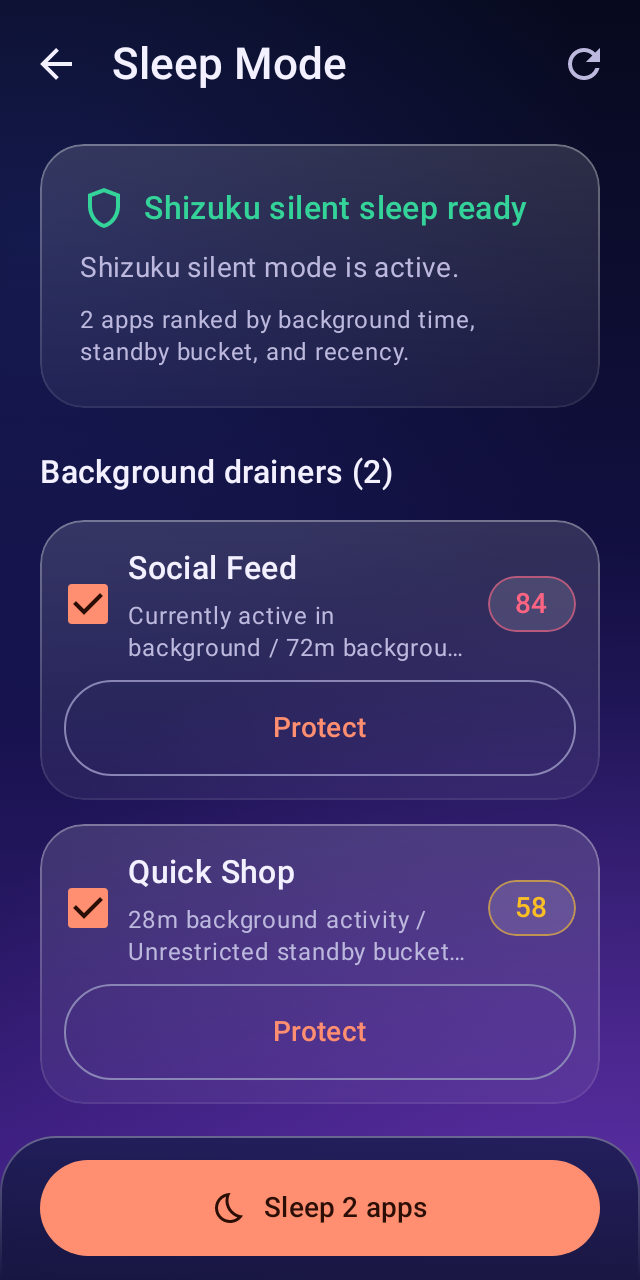 Sleep Mode
Shizuku silent sleep ready
Shizuku silent mode is active.
2 apps ranked by background time,
standby bucket, and recency.
Background drainers (2)
Social Feed
Currently active in
background / 72m backgrou…
84
Protect
Quick Shop
28m background activity /
Unrestricted standby bucket…
58
Protect
Sleep 2 apps